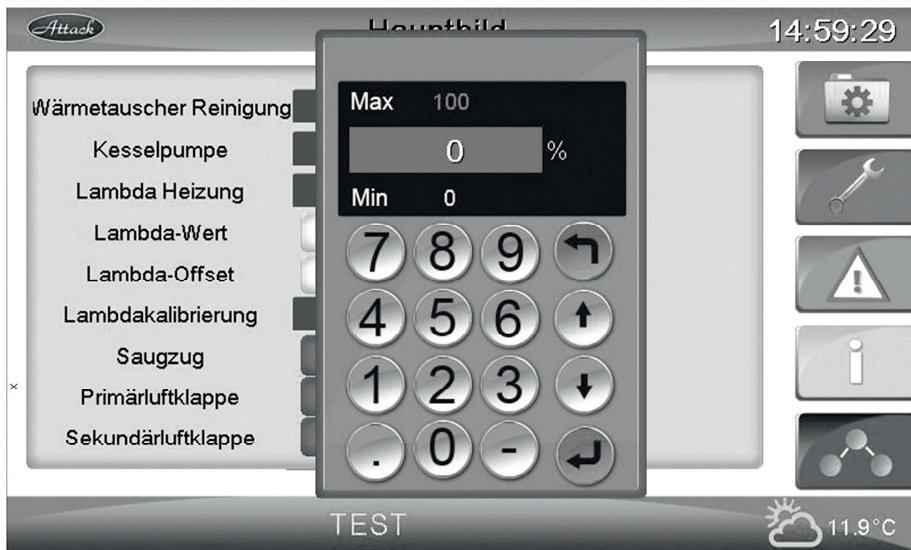 Attack
Hauptbild
14:59:29
Wärmetauscher Reinigung
Kesselpumpe
Lambda Heizung
Lambda-Wert
Lambda-Offset
Lambdakalibrierung
Saugzug
Primärluftklappe
Sekundärluftklappe
Max 100
0 %
Min 0
7 8 9
4 5 6
1 2 3
. 0 -
TEST
11.9°C